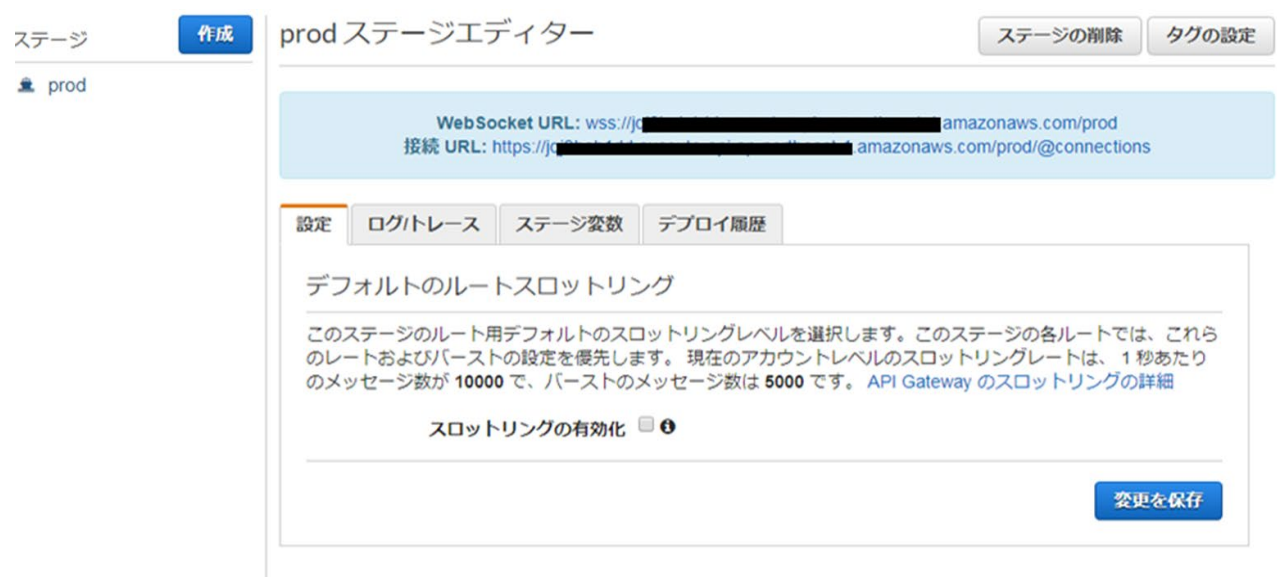 ステージ
作成
prod
prod ステージエディター
ステージの削除
タグの設定
WebSocket URL: wss://j amazonaws.com/prod
接続 URL: https://j .amazonaws.com/prod/@connections
設定
ログ/トレース
ステージ変数
デプロイ履歴
デフォルトのルートスロットリング
このステージのルート用デフォルトのスロットリングレベルを選択します。このステージの各ルートでは、これら
のレートおよびバーストの設定を優先します。 現在のアカウントレベルのスロットリングレートは、 1 秒あたり
のメッセージ数が 10000 で、バーストのメッセージ数は 5000 です。 API Gateway のスロットリングの詳細
スロットリングの有効化
変更を保存